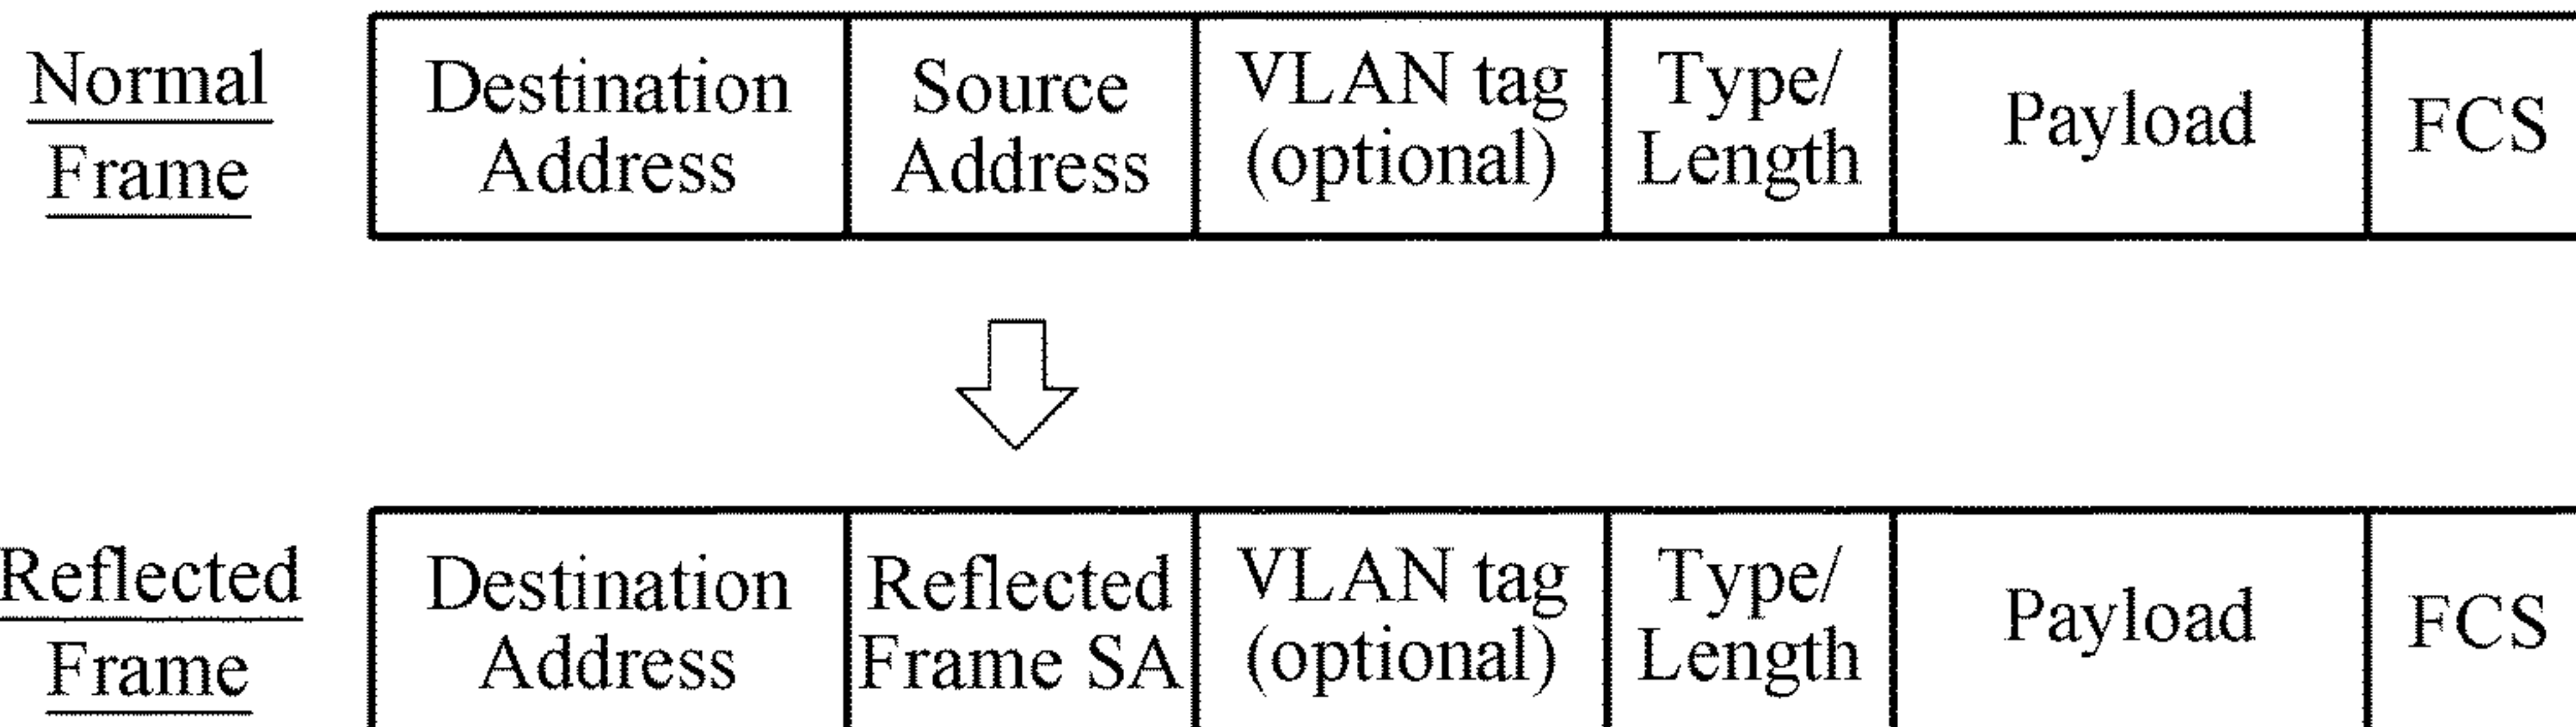 Normal
Frame
Destination
Address
Source
Address
VLAN tag
(optional)
Type/
Length
Payload
FCS
Reflected
Frame
Destination
Address
Reflected
Frame SA
VLAN tag
(optional)
Type/
Length
Payload
FCS